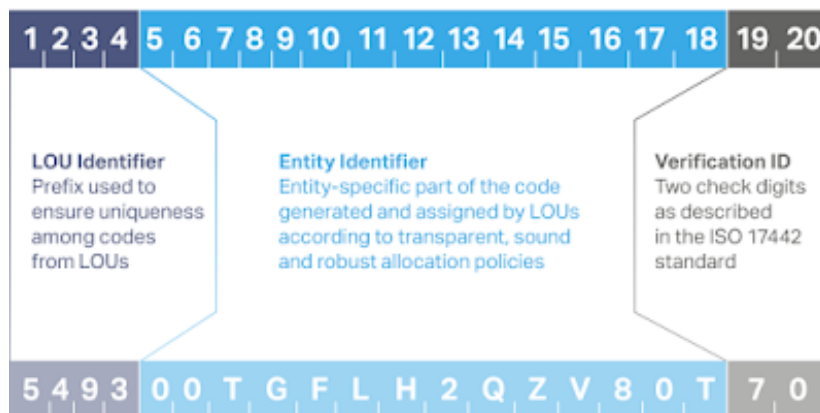 1 2 3 4 5 6 7 8 9 10 11 12 13 14 15 16 17 18 19 20
LOU Identifier
Prefix used to
ensure uniqueness
among codes
from LOUs
Entity Identifier
Entity-specific part of the code
generated and assigned by LOUs
according to transparent, sound
and robust allocation policies
Verification ID
Two check digits
as described
in the ISO 17442
standard
5 4 9 3 0 0 T G F L H 2 Q Z V 8 0 T 7 0